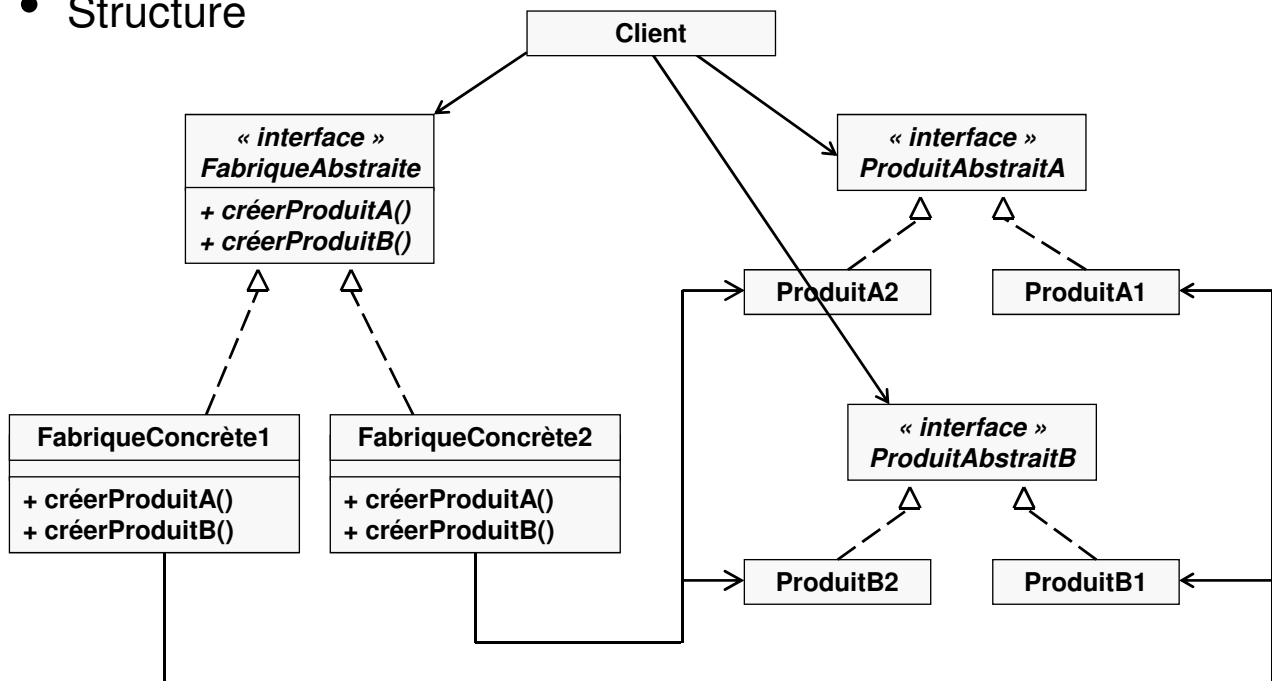 • Structure
Client
« interface »
FabriqueAbstraite
+ créerProduitA()
+ créerProduitB()
« interface »
ProduitAbstraitA
ProduitA2
ProduitA1
FabriqueConcrète1
+ créerProduitA()
+ créerProduitB()
FabriqueConcrète2
+ créerProduitA()
+ créerProduitB()
« interface »
ProduitAbstraitB
ProduitB2
ProduitB1